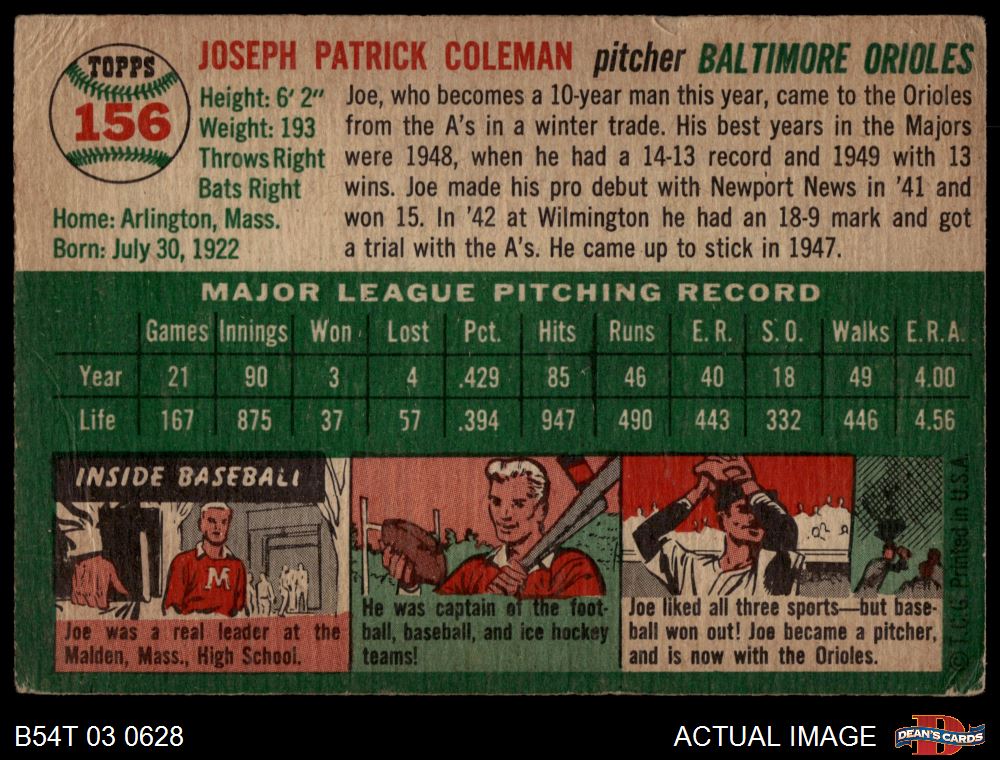 TOPPS
156
JOSEPH PATRICK COLEMAN pitcher BALTIMORE ORIOLES
Height: 6' 2"
Weight: 193
Throws Right
Bats Right
Home: Arlington, Mass.
Born: July 30, 1922
Joe, who becomes a 10-year man this year, came to the Orioles
from the A's in a winter trade. His best years in the Majors
were 1948, when he had a 14-13 record and 1949 with 13
wins. Joe made his pro debut with Newport News in '41 and
won 15. In '42 at Wilmington he had an 18-9 mark and got
a trial with the A's. He came up to stick in 1947.
MAJOR LEAGUE PITCHING RECORD
Games Innings Won Lost Pct. Hits Runs E.R. S.O. Walks E.R.A.
Year 21 90 3 4 .429 85 46 40 18 49 4.00
Life 167 875 37 57 .394 947 490 443 332 446 4.56
INSIDE BASEBALL
M
Joe was a real leader at the
Malden, Mass., High School.
He was captain of the foot-
ball, baseball, and ice hockey
teams!
Joe liked all three sports—but base-
ball won out! Joe became a pitcher,
and is now with the Orioles.
© T.C.G. Printed in U.S.A.
B54T 03 0628
ACTUAL IMAGE
D
DEAN'S CARDS